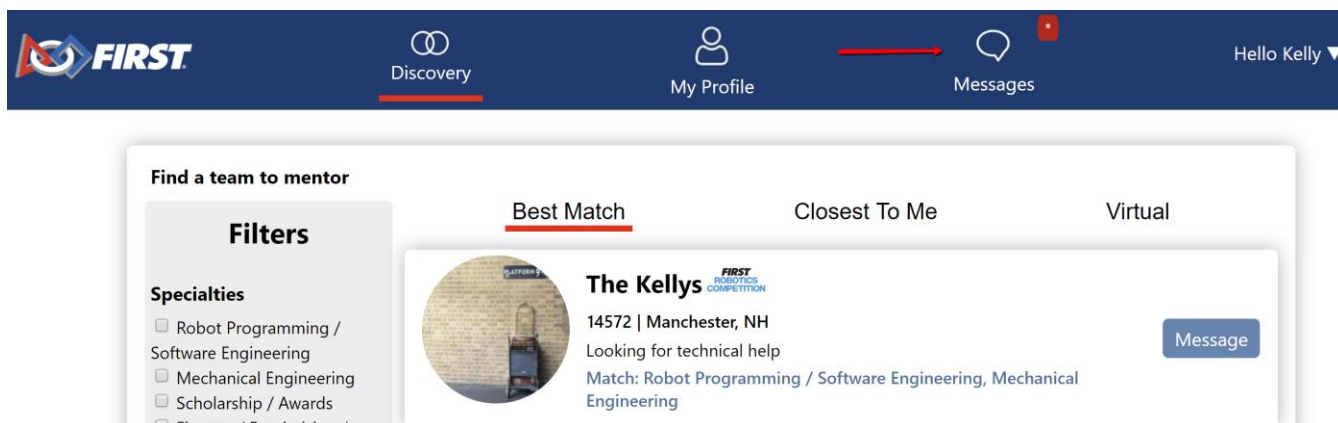 FIRST
Discovery
My Profile
*
Messages
Hello Kelly ▼
Find a team to mentor
Filters
Specialties
Robot Programming /
Software Engineering
Mechanical Engineering
Scholarship / Awards
Best Match
Closest To Me
Virtual
PLATFORM 9
The Kellys FIRST
ROBOTICS
COMPETITION
14572 | Manchester, NH
Looking for technical help
Match: Robot Programming / Software Engineering, Mechanical
Engineering
Message